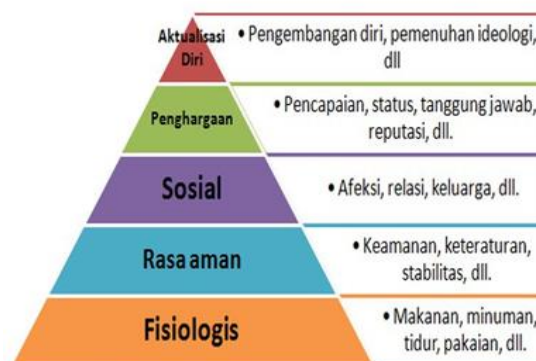 Aktualisasi
Diri
• Pengembangan diri, pemenuhan ideologi,
dll
Penghargaan
• Pencapaian, status, tanggung jawab,
reputasi, dll.
Sosial
• Afeksi, relasi, keluarga, dll.
Rasa aman
• Keamanan, keteraturan,
stabilitas, dll.
Fisiologis
• Makanan, minuman,
tidur, pakaian, dll.